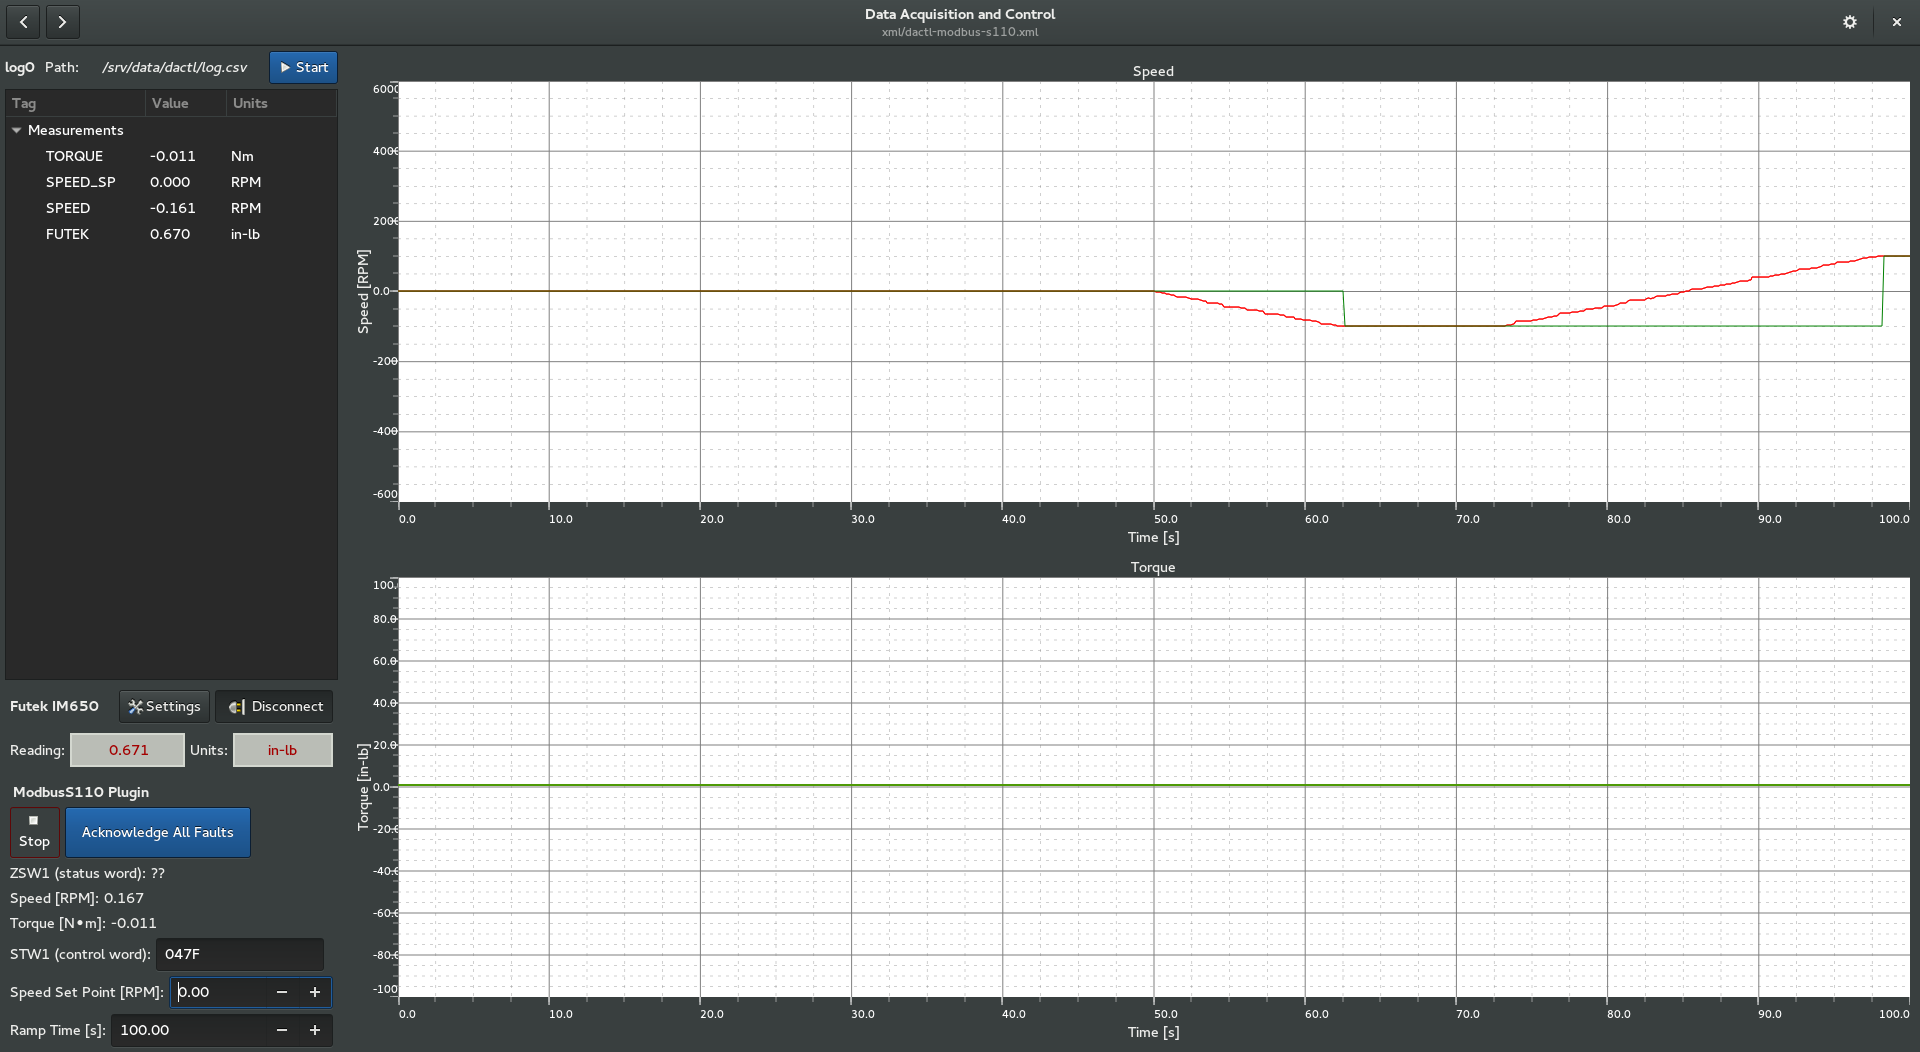 Data Acquisition and Control
xml/dactl-modbus-s110.xml
log0 Path: /srv/data/dactl/log.csv Start
Tag Value Units
Measurements
TORQUE -0.011 Nm
SPEED_SP 0.000 RPM
SPEED -0.161 RPM
FUTEK 0.670 in-lb
Futek IM650 Settings Disconnect
Reading: 0.671 Units: in-lb
ModbusS110 Plugin
Stop Acknowledge All Faults
ZSW1 (status word): ??
Speed [RPM]: 0.167
Torque [N•m]: -0.011
STW1 (control word): 047F
Speed Set Point [RPM]: 0.00 − +
Ramp Time [s]: 100.00 − +
Speed
6000
4000
2000
Speed [RPM]
0.0
-200
-400
-600
0.0 10.0 20.0 30.0 40.0 50.0 60.0 70.0 80.0 90.0 100.0
Time [s]
Torque
100.
80.0
60.0
40.0
20.0
Torque [in-lb]
0.0
-20.0
-40.0
-60.0
-80.0
-100
0.0 10.0 20.0 30.0 40.0 50.0 60.0 70.0 80.0 90.0 100.0
Time [s]